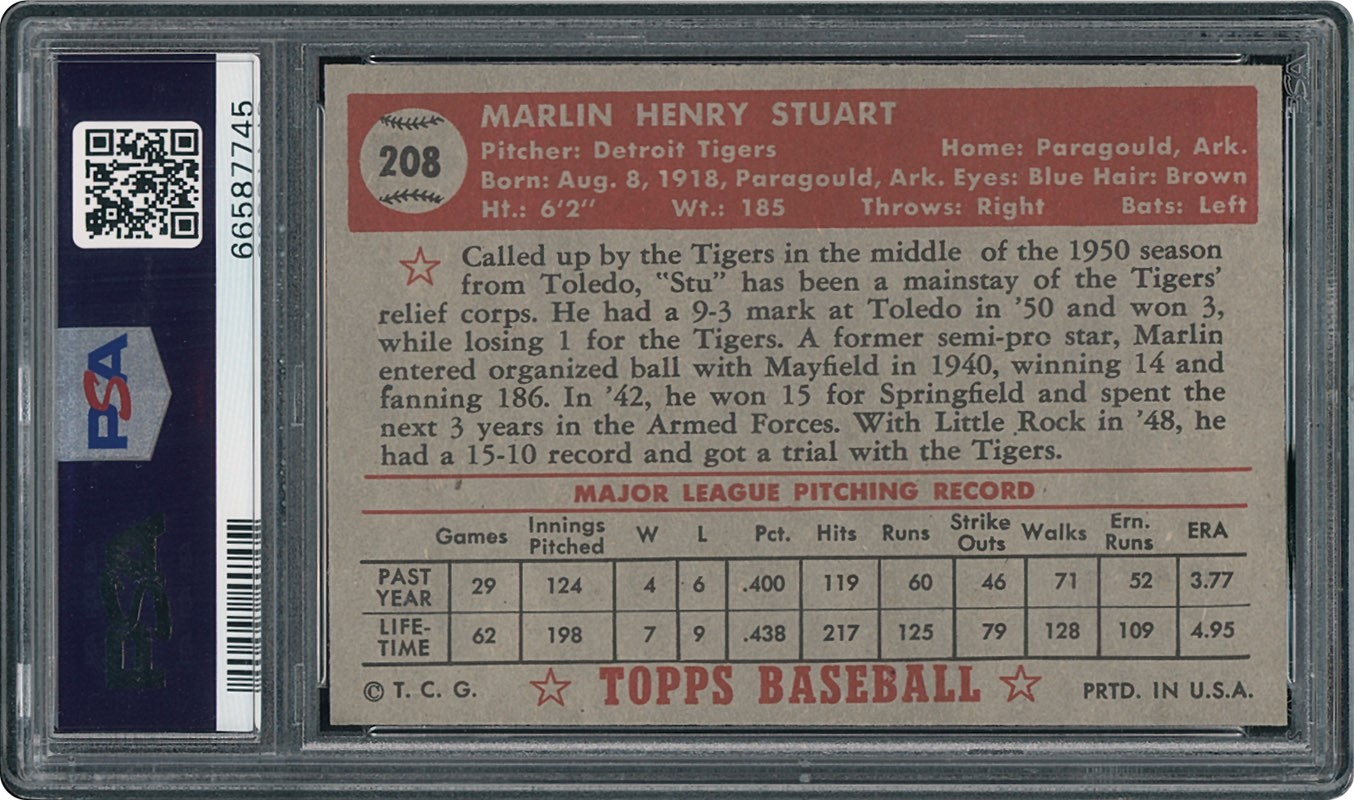 PSA
66587745
PSA
208
MARLIN HENRY STUART
Pitcher: Detroit Tigers Home: Paragould, Ark.
Born: Aug. 8, 1918, Paragould, Ark. Eyes: Blue Hair: Brown
Ht.: 6'2" Wt.: 185 Throws: Right Bats: Left
Called up by the Tigers in the middle of the 1950 season
from Toledo, "Stu" has been a mainstay of the Tigers'
relief corps. He had a 9-3 mark at Toledo in '50 and won 3,
while losing 1 for the Tigers. A former semi-pro star, Marlin
entered organized ball with Mayfield in 1940, winning 14 and
fanning 186. In '42, he won 15 for Springfield and spent the
next 3 years in the Armed Forces. With Little Rock in '48, he
had a 15-10 record and got a trial with the Tigers.
MAJOR LEAGUE PITCHING RECORD
Games Innings Pitched W L Pct. Hits Runs Strike Outs Walks Ern. Runs ERA
PAST YEAR 29 124 4 6 .400 119 60 46 71 52 3.77
LIFE-TIME 62 198 7 9 .438 217 125 79 128 109 4.95
© T. C. G. TOPPS BASEBALL PRTD. IN U.S.A.